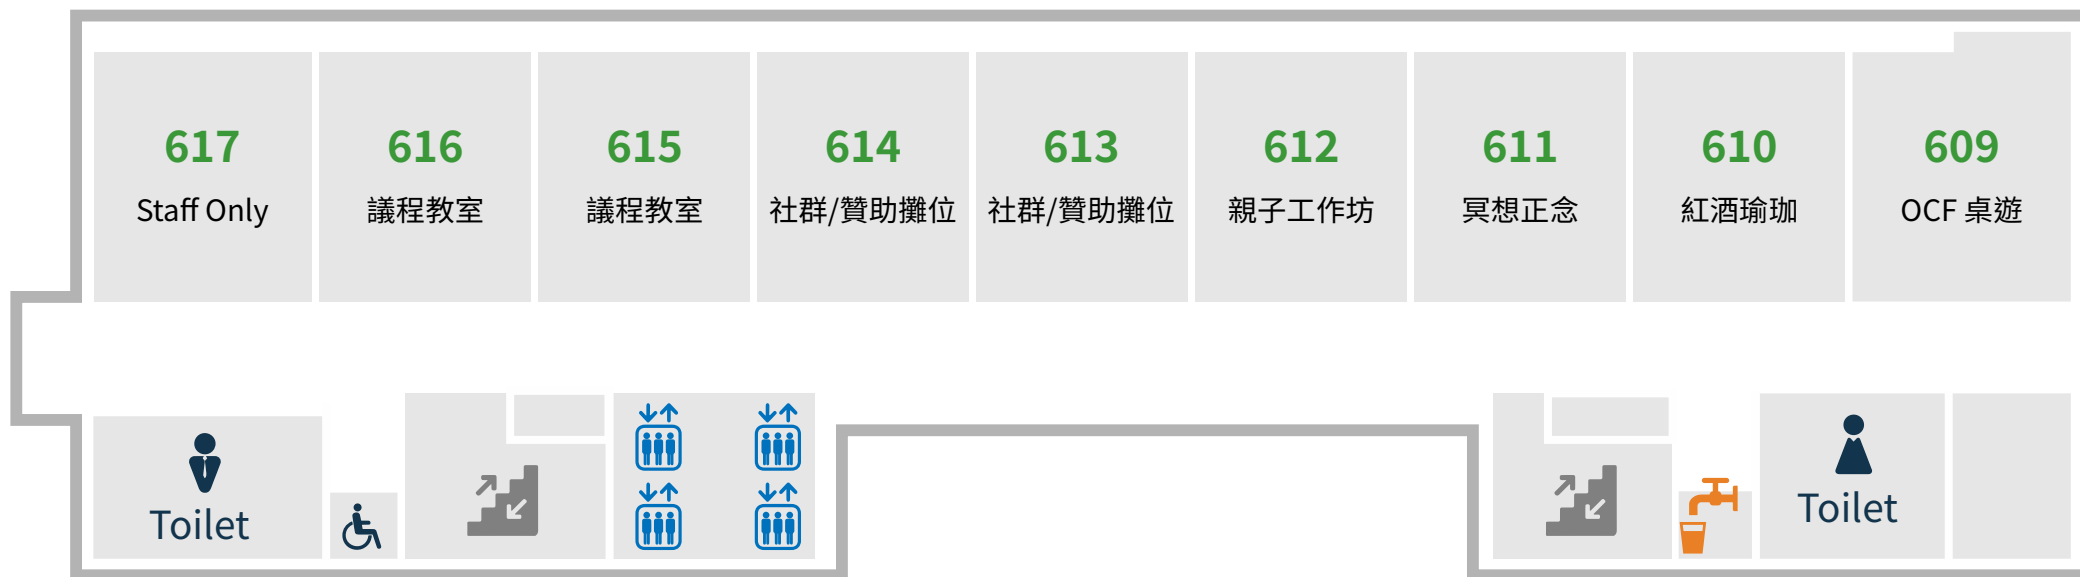 617
Staff Only
616
議程教室
615
議程教室
614
社群/贊助攤位
613
社群/贊助攤位
612
親子工作坊
611
冥想正念
610
紅酒瑜珈
609
OCF 桌遊
Toilet
Toilet